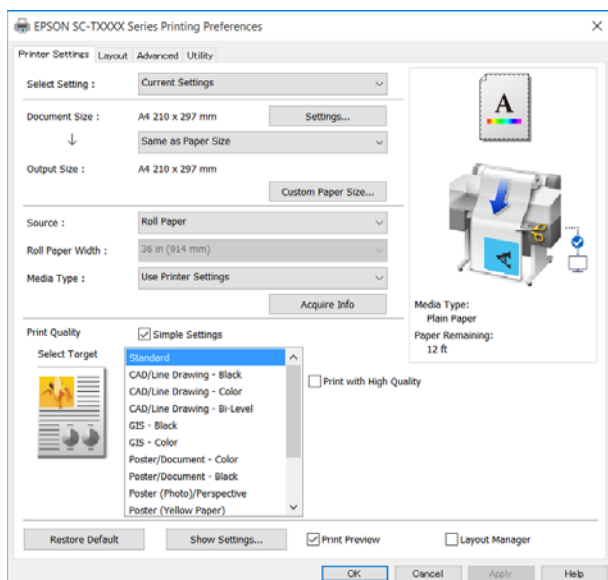 EPSON SC-TXXXX Series Printing Preferences
Printer Settings Layout Advanced Utility
Select Setting : Current Settings
Document Size : A4 210 x 297 mm Settings...
Same as Paper Size
Output Size : A4 210 x 297 mm
Custom Paper Size...
Source : Roll Paper
Roll Paper Width : 36 in (914 mm)
Media Type : Use Printer Settings
Acquire Info
A
A
Media Type:
Plain Paper
Paper Remaining:
12 ft
Print Quality Simple Settings
Select Target
Standard
CAD/Line Drawing - Black
CAD/Line Drawing - Color
CAD/Line Drawing - Bi-Level
GIS - Black
GIS - Color
Poster/Document - Color
Poster/Document - Black
Poster (Photo)/Perspective
Poster (Yellow Paper)
Print with High Quality
Restore Default Show Settings... Print Preview Layout Manager
OK Cancel Apply Help